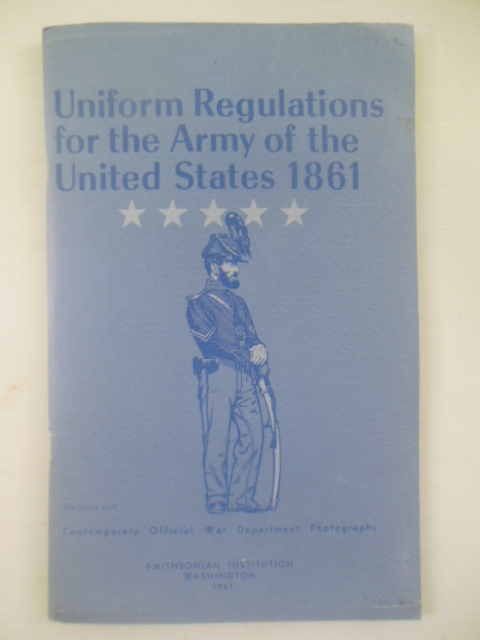 Uniform Regulations
for the Army of the
United States 1861
Illustrated with
Contemporary Official War Department Photographs
SMITHSONIAN INSTITUTION
WASHINGTON
1961